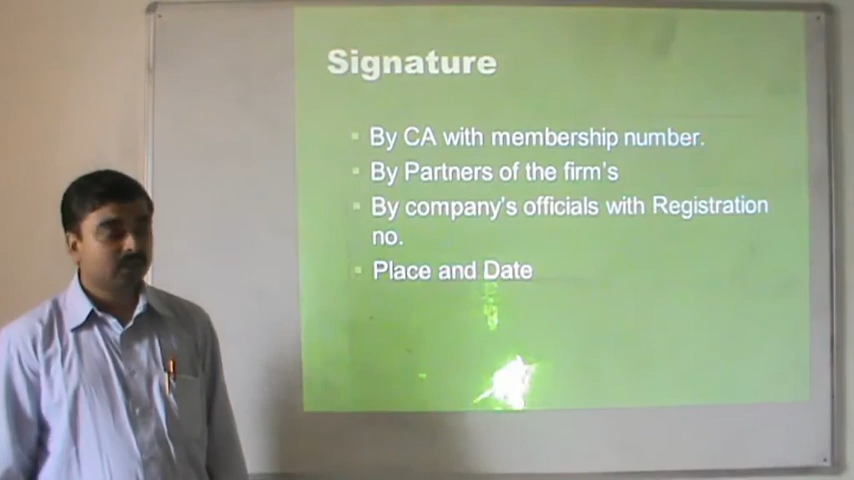 Signature
By CA with membership number.
By Partners of the firm's
By company's officials with Registration
no.
Place and Date